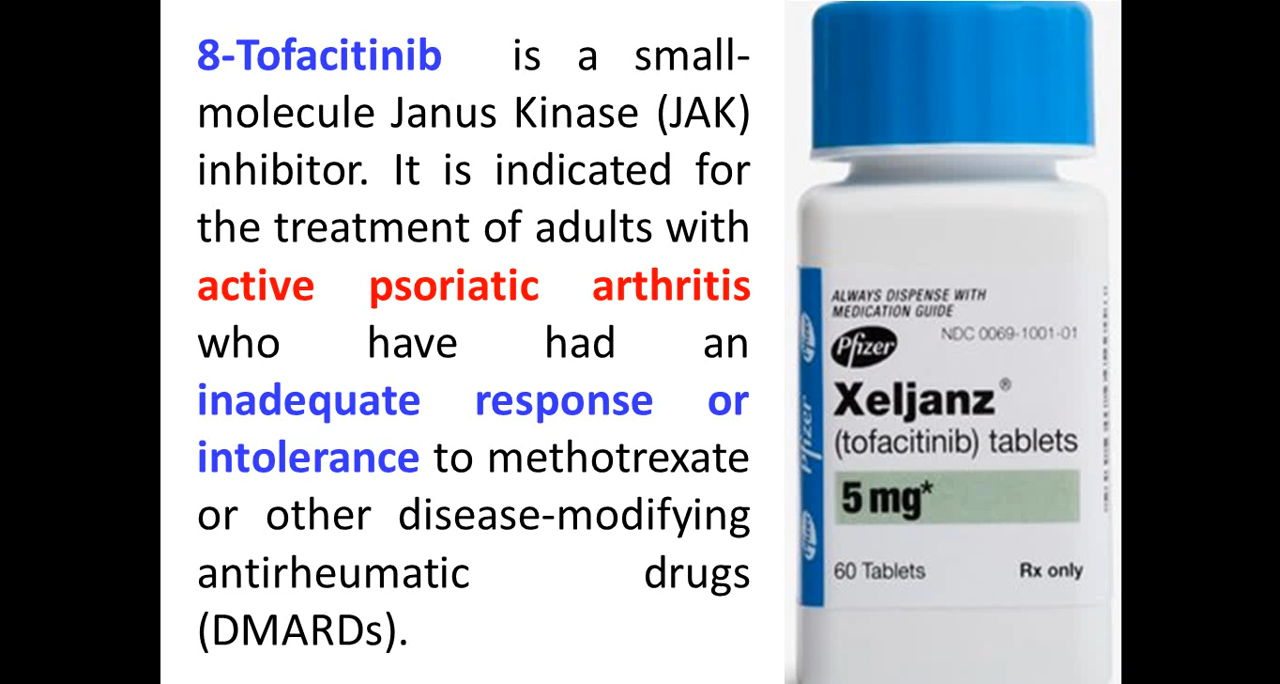 8-Tofacitinib is a small-
molecule Janus Kinase (JAK)
inhibitor. It is indicated for
the treatment of adults with
active psoriatic arthritis
who have had an
inadequate response or
intolerance to methotrexate
or other disease-modifying
antirheumatic drugs
(DMARDs).
ALWAYS DISPENSE WITH
MEDICATION GUIDE
Pfizer
NDC 0069-1001-01
Xeljanz®
(tofacitinib) tablets
5 mg*
60 Tablets
Rx only
Pfizer